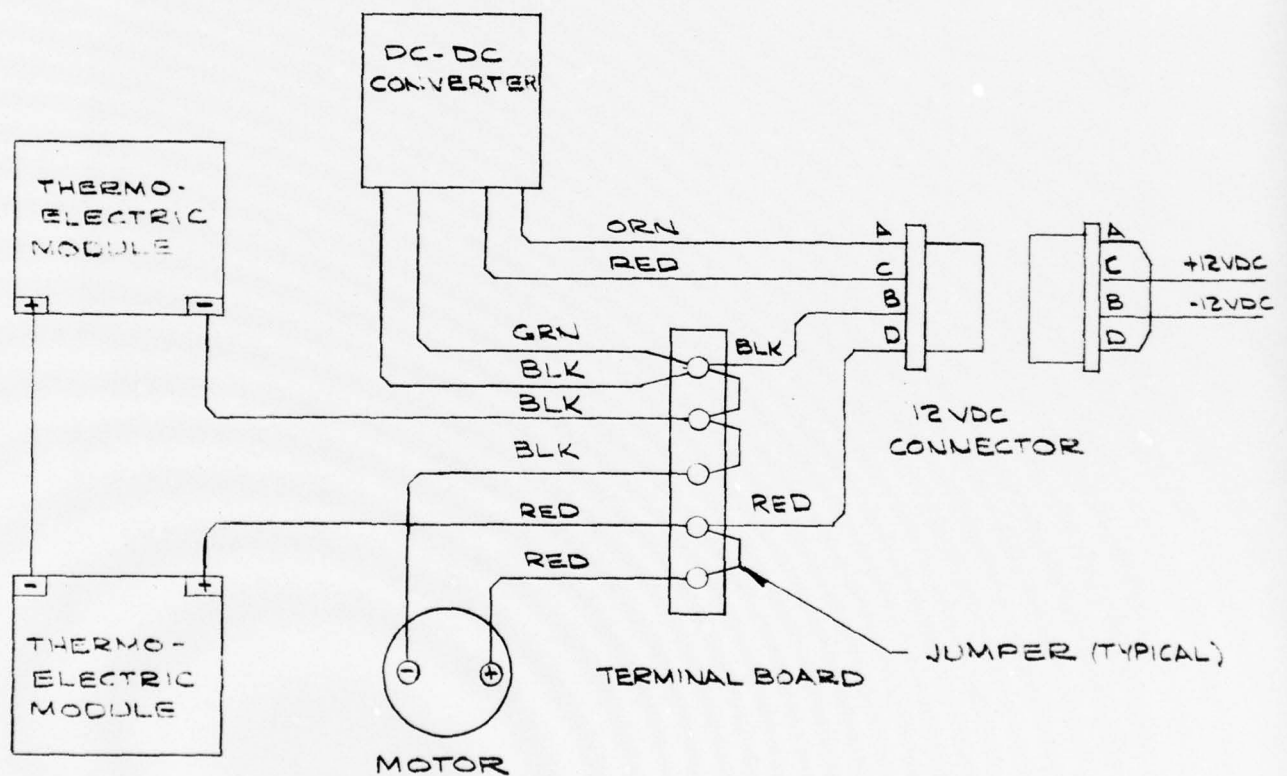 DC-DC
CONVERTER
THERMO-
ELECTRIC
MODULE
+
-
ORN
RED
A
C
B
D
A
C
B
D
+12VDC
-12VDC
GRN
BLK
BLK
BLK
BLK
12 VDC
CONNECTOR
RED
RED
RED
-
+
THERMO-
ELECTRIC
MODULE
-
+
MOTOR
TERMINAL BOARD
JUMPER (TYPICAL)